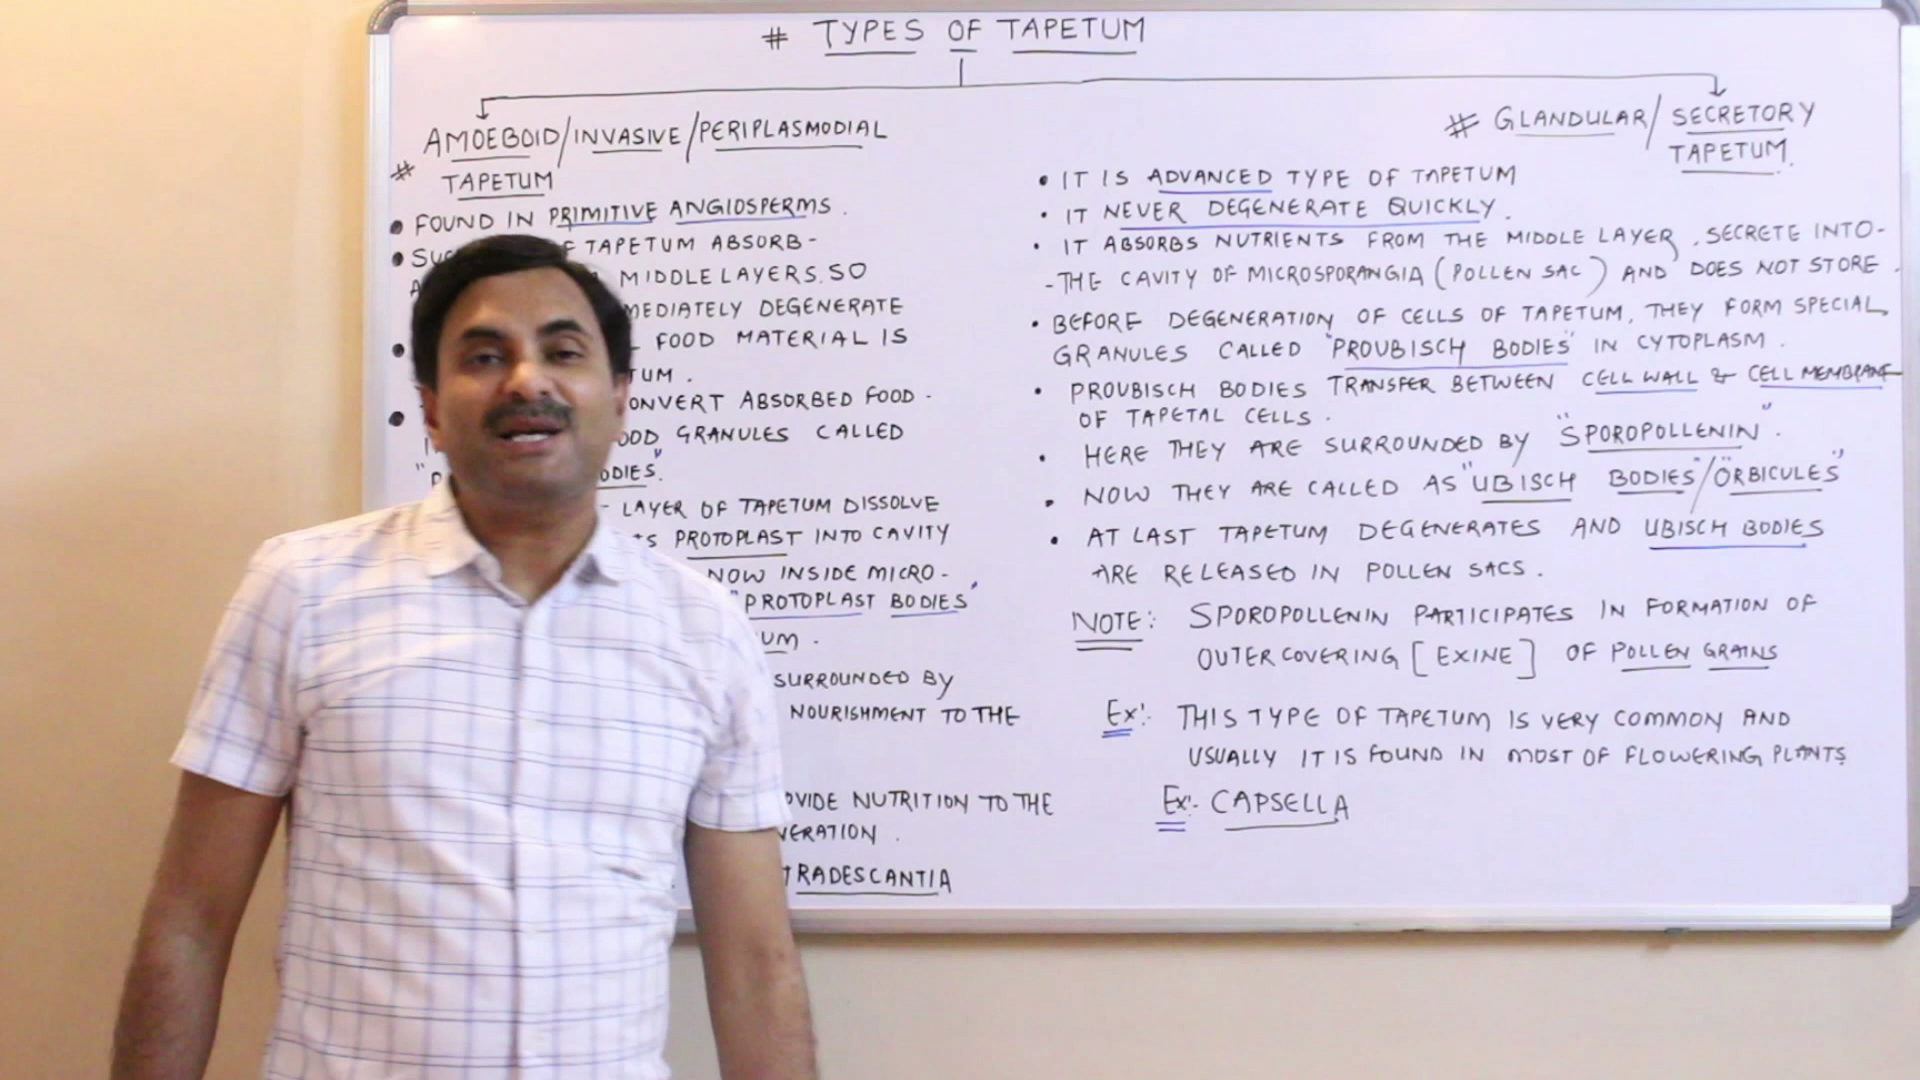 # TYPES OF TAPETUM
# AMOEBOID/INVASIVE/PERIPLASMODIAL
TAPETUM
• FOUND IN PRIMITIVE ANGIOSPERMS.
• TAPETUM ABSORB-
MIDDLE LAYERS. SO
DEGENERATE
• FOOD MATERIAL IS
• ABSORBED FOOD -
GRANULES CALLED
- LAYER OF TAPETUM DISSOLVE
PROTOPLAST INTO CAVITY
NOW INSIDE MICRO-
"PROTOPLAST BODIES"
SURROUNDED BY
NOURISHMENT TO THE
NUTRITION TO THE
TRADESCANTIA
# GLANDULAR/SECRETORY
TAPETUM.
• IT IS ADVANCED TYPE OF TAPETUM
• IT NEVER DEGENERATE QUICKLY.
• IT ABSORBS NUTRIENTS FROM THE MIDDLE LAYER, SECRETE INTO-
-THE CAVITY OF MICROSPORANGIA (POLLEN SAC) AND DOES NOT STORE.
• BEFORE DEGENERATION OF CELLS OF TAPETUM, THEY FORM SPECIAL
GRANULES CALLED "PROUBISCH BODIES" IN CYTOPLASM.
• PROUBISCH BODIES TRANSFER BETWEEN CELL WALL & CELL MEMBRANE
OF TAPETAL CELLS.
• HERE THEY ARE SURROUNDED BY "SPOROPOLLENIN".
• NOW THEY ARE CALLED AS "UBISCH BODIES"/"ORBICULES"
• AT LAST TAPETUM DEGENERATES AND UBISCH BODIES
ARE RELEASED IN POLLEN SACS.
NOTE: SPOROPOLLENIN PARTICIPATES IN FORMATION OF
OUTER COVERING [EXINE] OF POLLEN GRAINS
Ex:- THIS TYPE OF TAPETUM IS VERY COMMON AND
USUALLY IT IS FOUND IN MOST OF FLOWERING PLANTS
Ex:- CAPSELLA